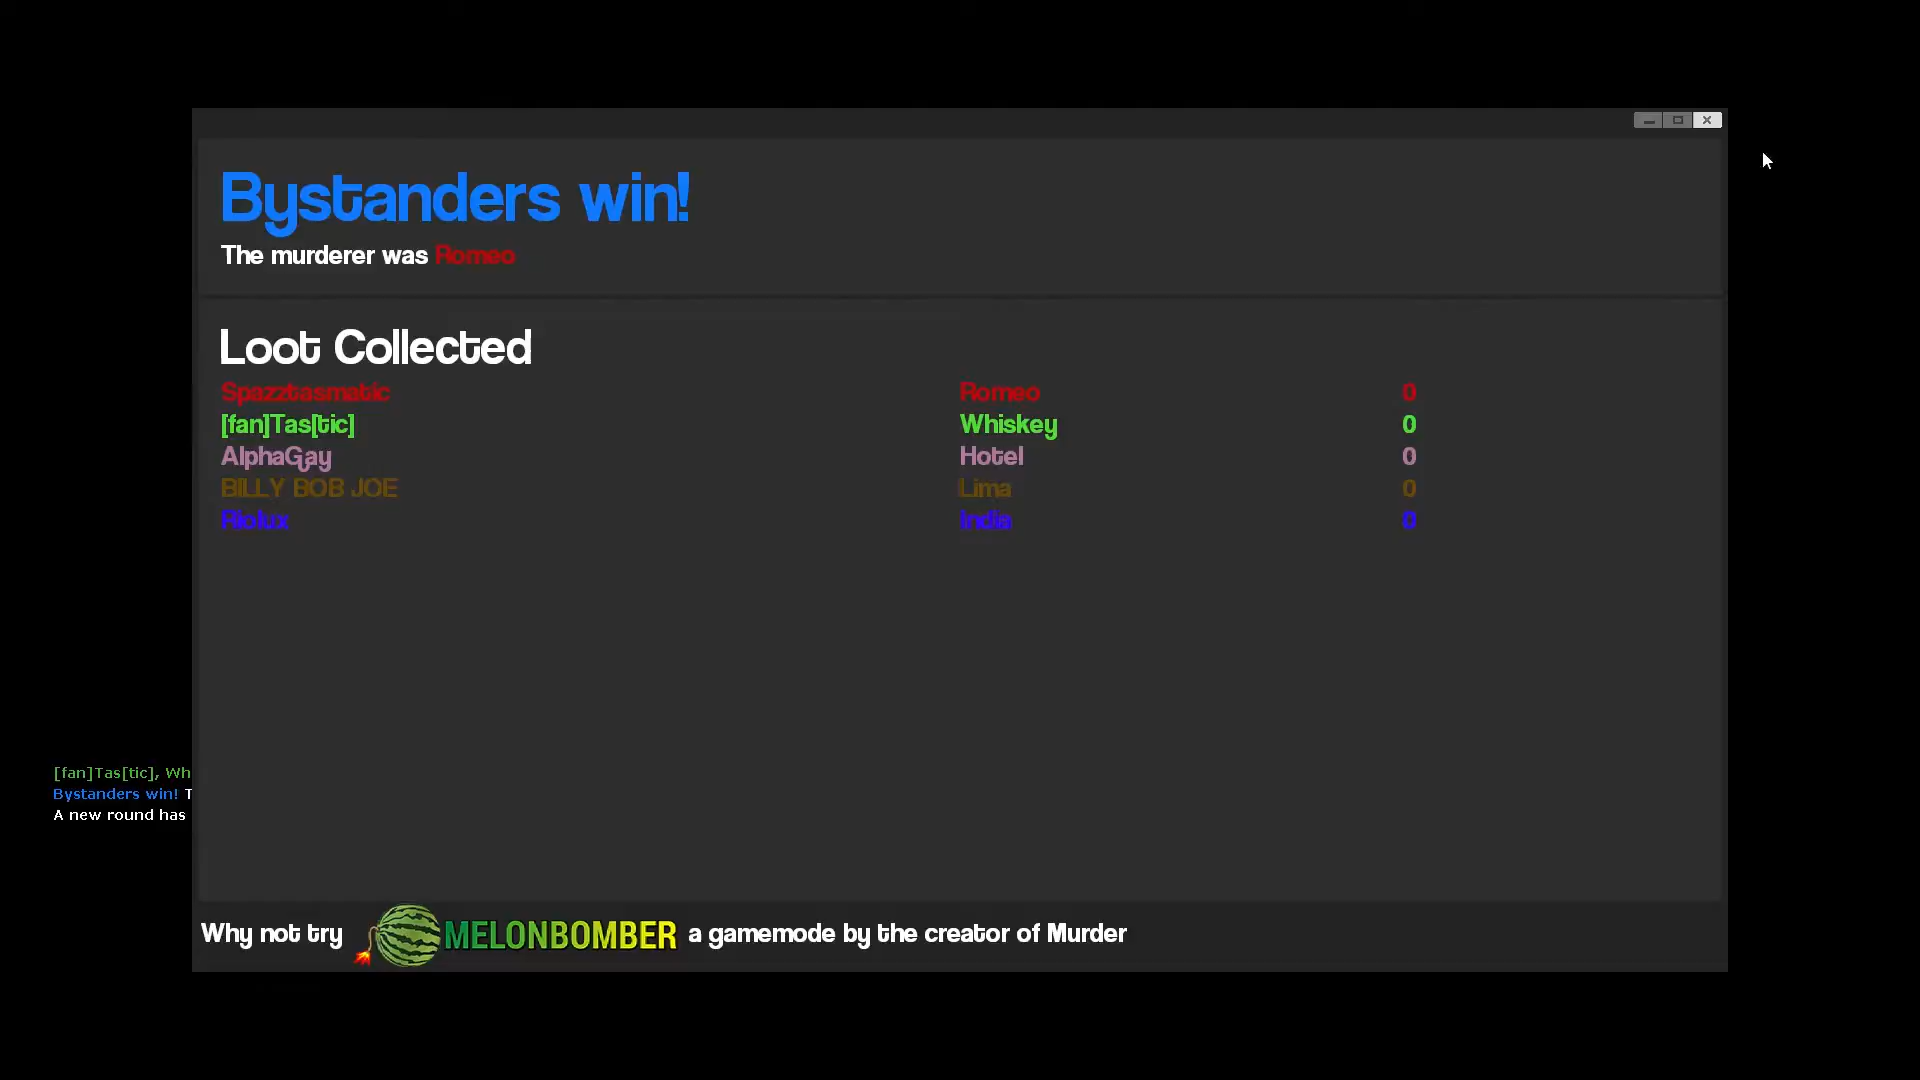 Bystanders win!
The murderer was Romeo
Loot Collected
Spazztasmatic Romeo 0
[fan]Tas[tic] Whiskey 0
AlphaGay Hotel 0
BILLY BOB JOE Lima 0
Riolux India 0
[fan]Tas[tic], Wh
Bystanders win! T
A new round has
Why not try MELONBOMBER a gamemode by the creator of Murder